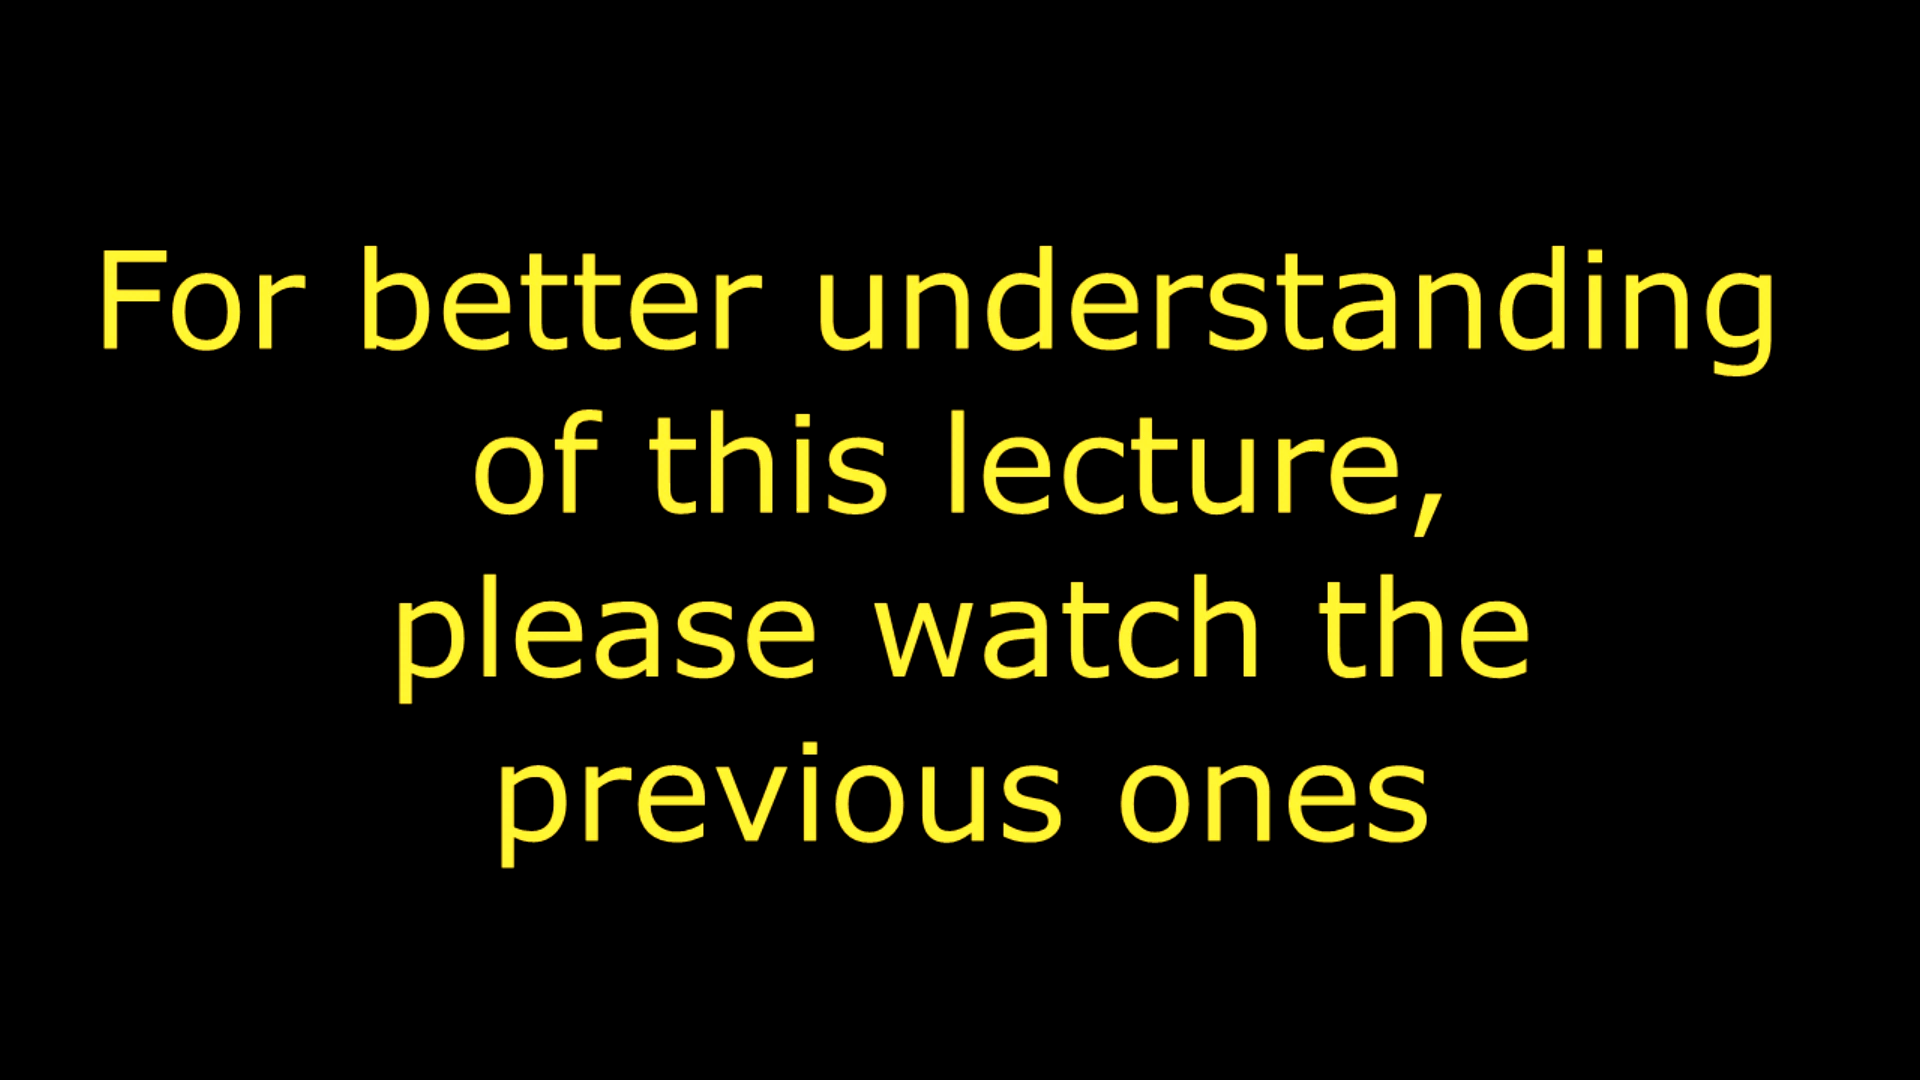 For better understanding
of this lecture,
please watch the
previous ones